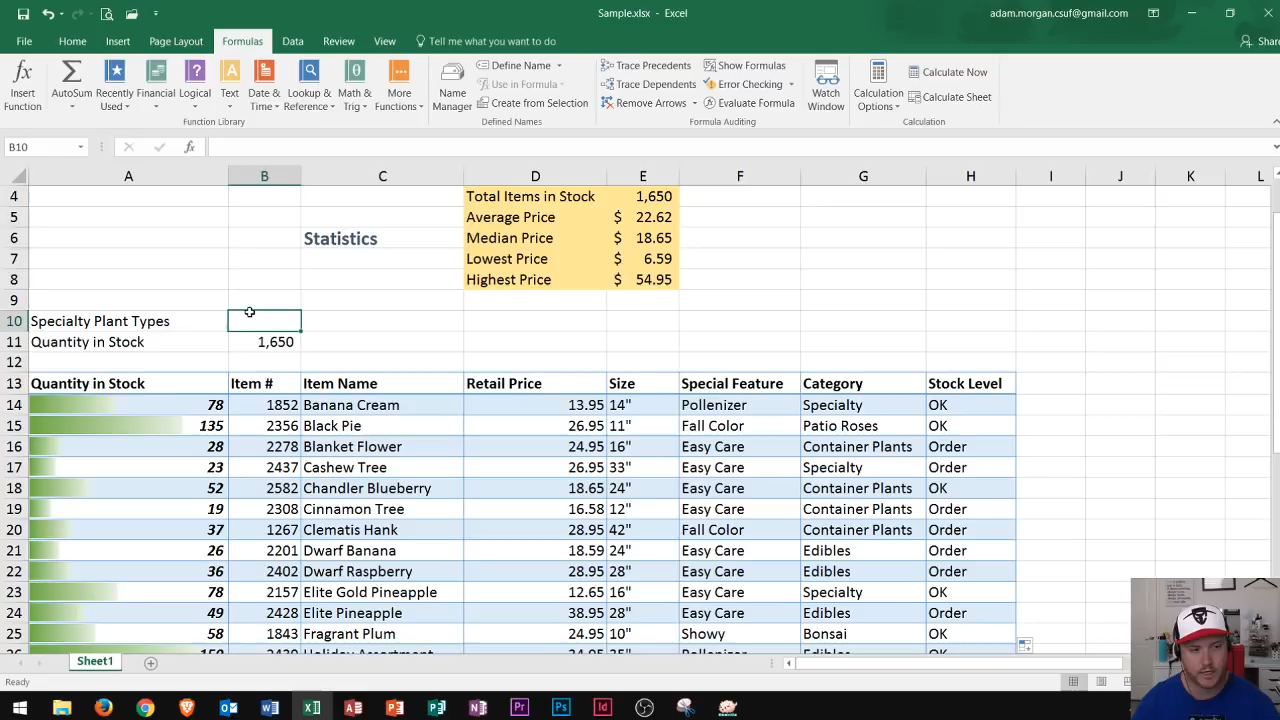 Sample.xlsx - Excel
adam.morgan.csuf@gmail.com
File Home Insert Page Layout Formulas Data Review View Tell me what you want to do Share
Insert Function
AutoSum
Recently Used
Financial
Logical
Text
Date & Time
Lookup & Reference
Math & Trig
More Functions
Function Library
Name Manager
Define Name
Use in Formula
Create from Selection
Defined Names
Trace Precedents
Trace Dependents
Remove Arrows
Show Formulas
Error Checking
Evaluate Formula
Formula Auditing
Watch Window
Calculation Options
Calculate Now
Calculate Sheet
Calculation
B10 fx
A B C D E F G H I J K L
4 Total Items in Stock 1,650
5 Average Price $ 22.62
6 Statistics Median Price $ 18.65
7 Lowest Price $ 6.59
8 Highest Price $ 54.95
9
10 Specialty Plant Types
11 Quantity in Stock 1,650
12
13 Quantity in Stock Item # Item Name Retail Price Size Special Feature Category Stock Level
14 78 1852 Banana Cream 13.95 14" Pollenizer Specialty OK
15 135 2356 Black Pie 26.95 11" Fall Color Patio Roses OK
16 28 2278 Blanket Flower 24.95 16" Easy Care Container Plants Order
17 23 2437 Cashew Tree 26.95 33" Easy Care Specialty Order
18 52 2582 Chandler Blueberry 18.65 24" Easy Care Container Plants OK
19 19 2308 Cinnamon Tree 16.58 12" Easy Care Container Plants Order
20 37 1267 Clematis Hank 28.95 42" Fall Color Container Plants Order
21 26 2201 Dwarf Banana 18.59 24" Easy Care Edibles Order
22 36 2402 Dwarf Raspberry 28.95 28" Easy Care Edibles Order
23 78 2157 Elite Gold Pineapple 12.65 16" Easy Care Specialty OK
24 49 2428 Elite Pineapple 38.95 28" Easy Care Edibles Order
25 58 1843 Fragrant Plum 24.95 10" Showy Bonsai OK
Sheet1
Ready